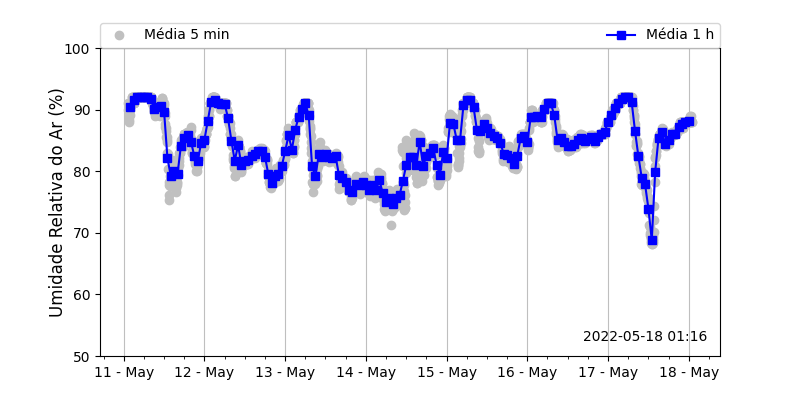 Média 5 min
Média 1 h
Umidade Relativa do Ar (%)
100
90
80
70
60
50
2022-05-18 01:16
11 - May
12 - May
13 - May
14 - May
15 - May
16 - May
17 - May
18 - May